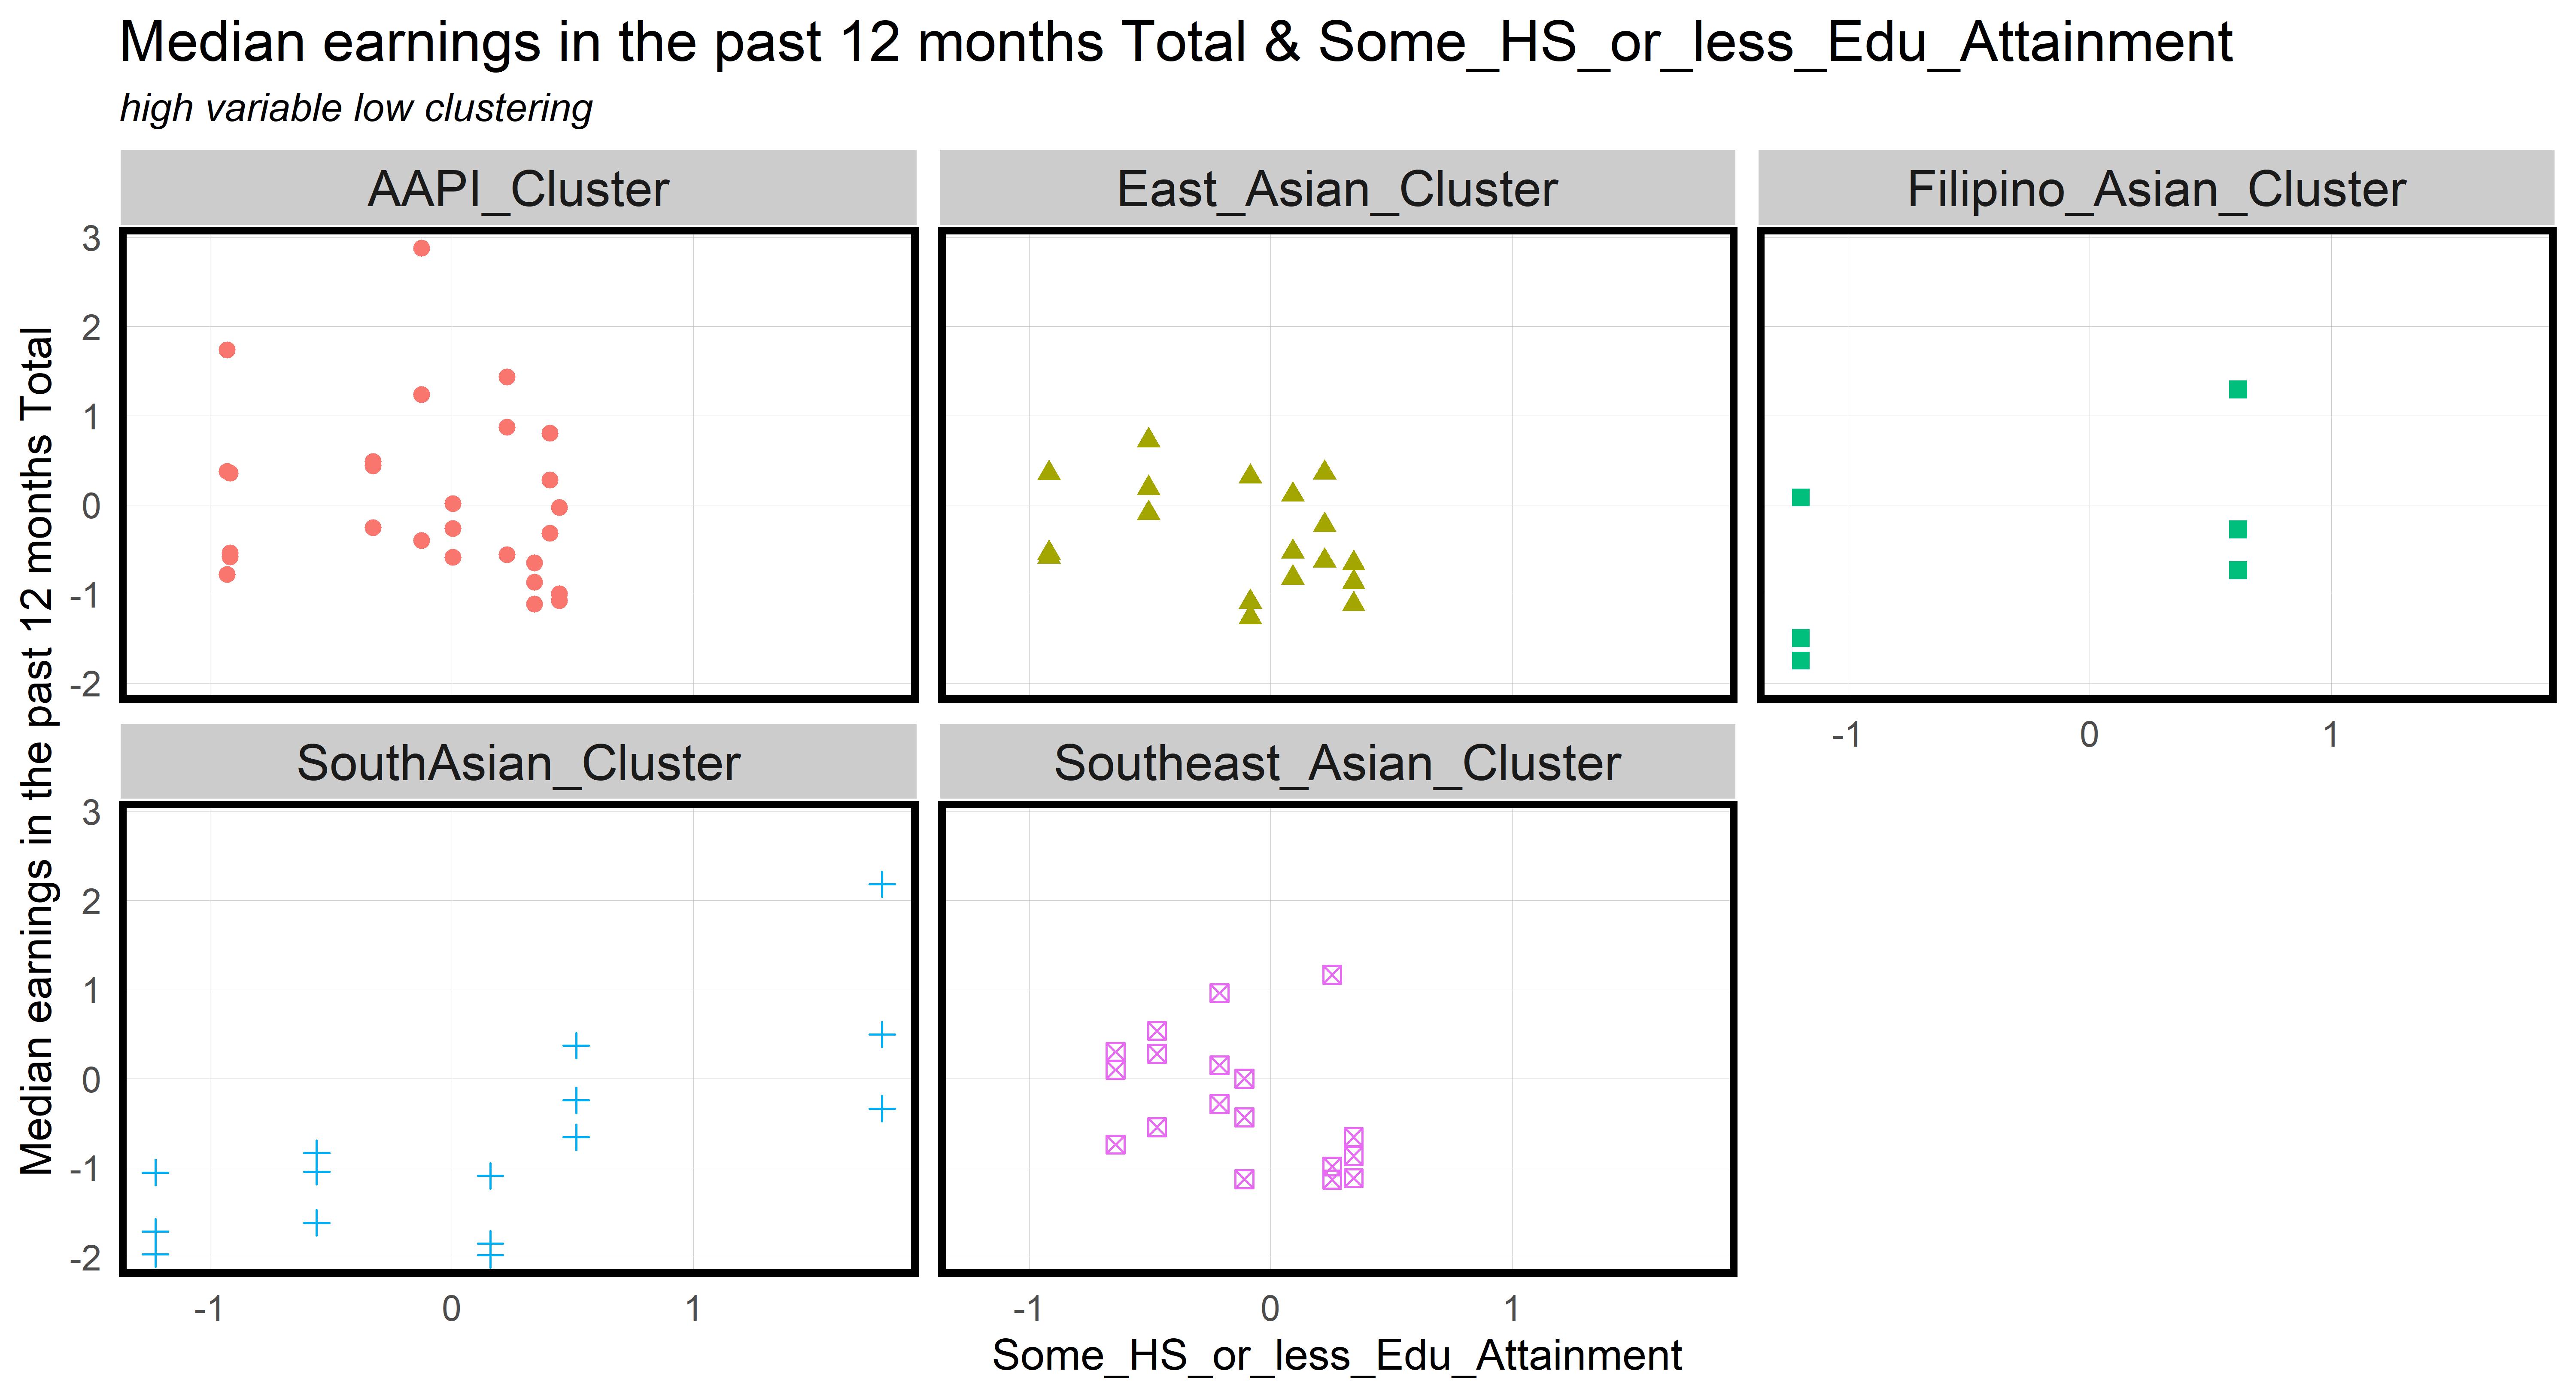 Median earnings in the past 12 months Total & Some_HS_or_less_Edu_Attainment
high variable low clustering
AAPI_Cluster
East_Asian_Cluster
Filipino_Asian_Cluster
3
2
1
0
-1
-2
-1
0
1
SouthAsian_Cluster
Southeast_Asian_Cluster
3
2
1
0
-1
-2
-1
0
1
-1
0
1
Median earnings in the past 12 months Total
Some_HS_or_less_Edu_Attainment